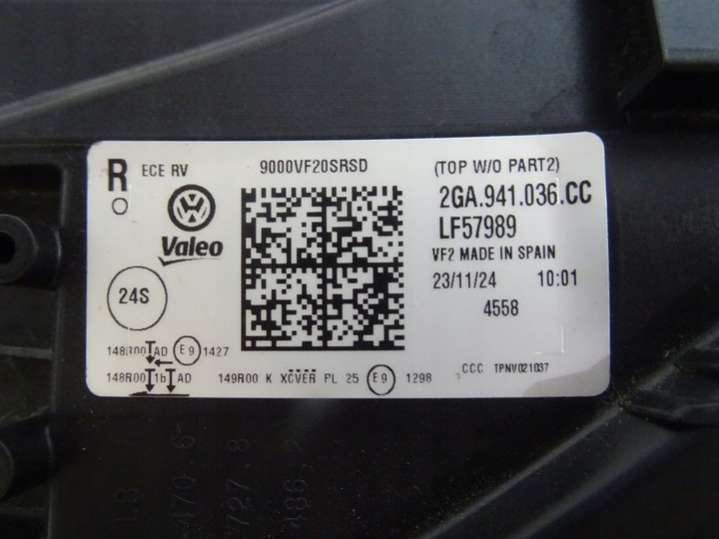 R ECE RV 9000VF20SRSD (TOP W/O PART2)
2GA.941.036.CC
Valeo
LF57989
VF2 MADE IN SPAIN
24S
23/11/24 10:01
4558
148R00 AD E9 1427
148R00 1b AD
149R00 K XCVER PL 25 E9 1298
CCC TPNV021037